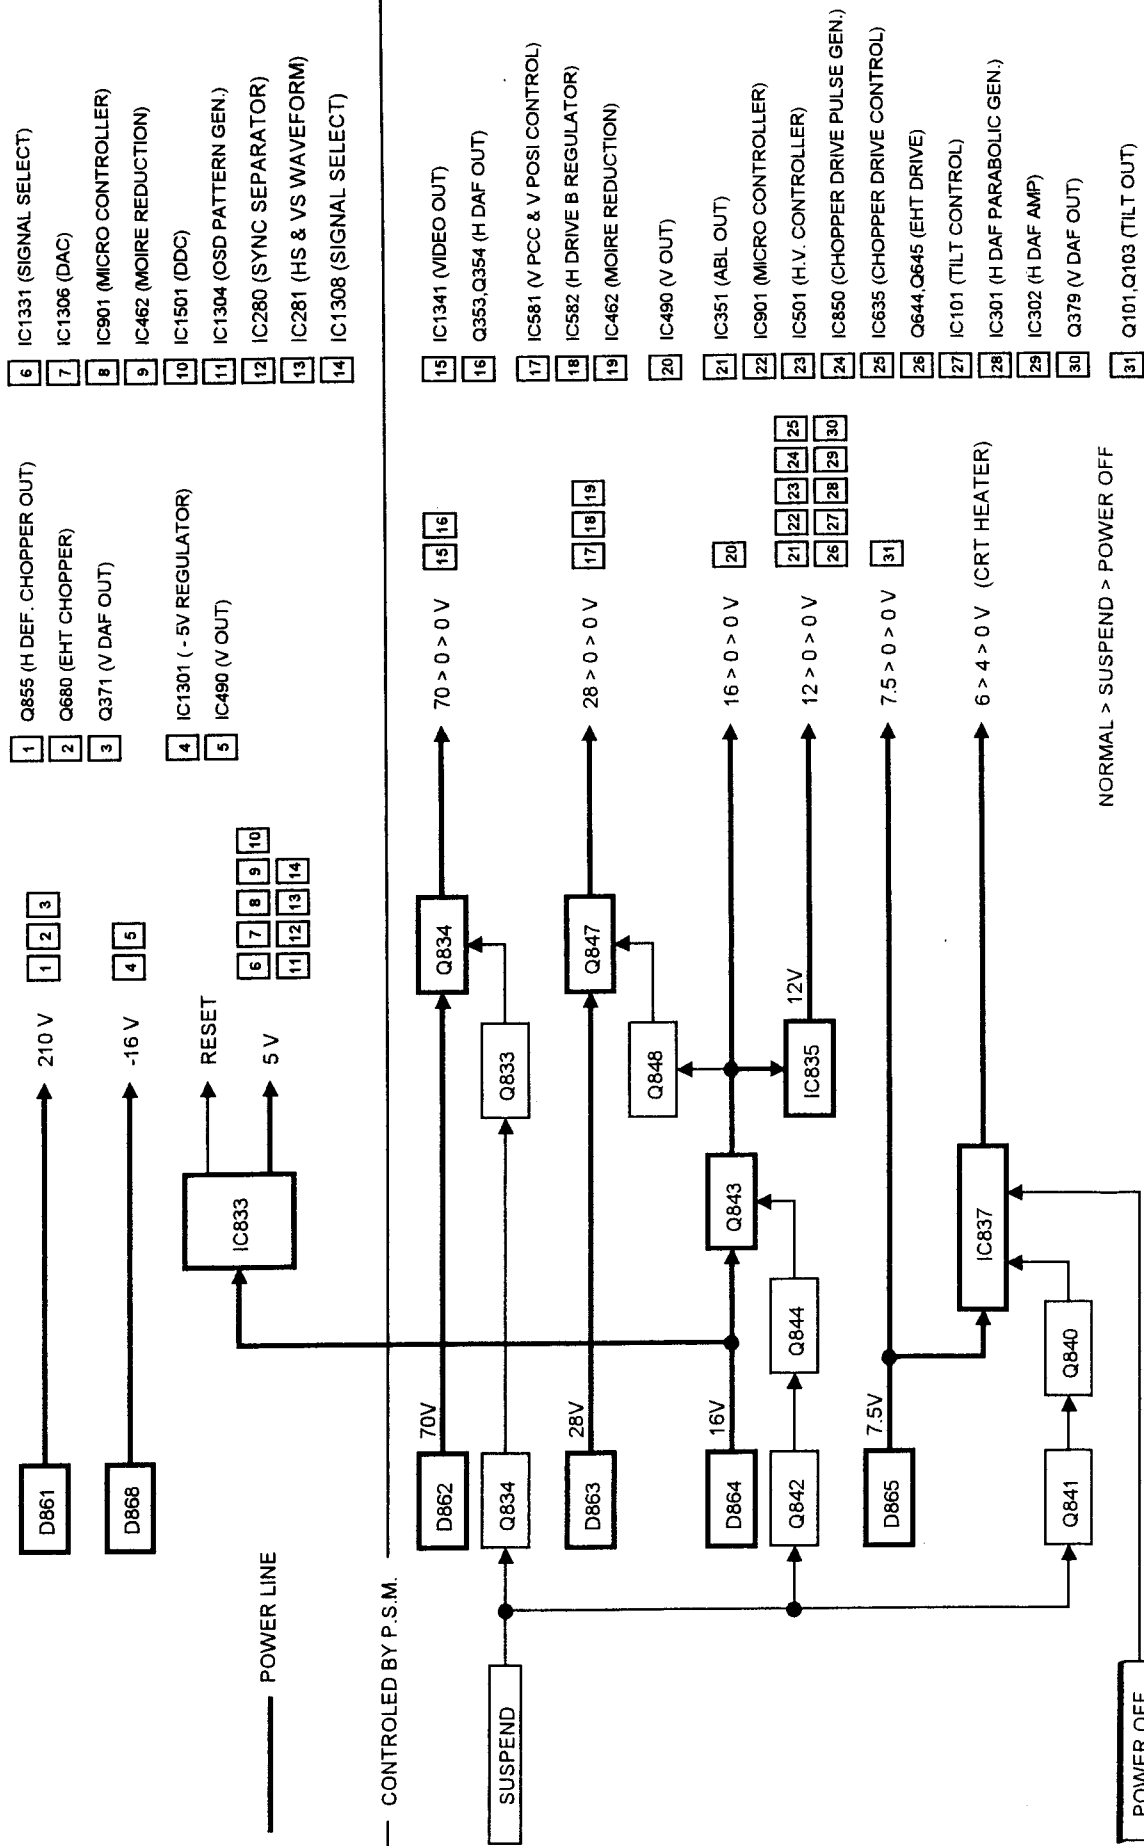 D861
210 V
1 2 3
D868
-16 V
4 5
IC833
RESET
5 V
6 7 8 9 10
11 12 13 14
1 Q855 (H DEF. CHOPPER OUT)
2 Q680 (EHT CHOPPER)
3 Q371 (V DAF OUT)
4 IC1301 ( - 5V REGULATOR)
5 IC490 (V OUT)
6 IC1331 (SIGNAL SELECT)
7 IC1306 (DAC)
8 IC901 (MICRO CONTROLLER)
9 IC462 (MOIRE REDUCTION)
10 IC1501 (DDC)
11 IC1304 (OSD PATTERN GEN.)
12 IC280 (SYNC SEPARATOR)
13 IC281 (HS & VS WAVEFORM)
14 IC1308 (SIGNAL SELECT)
POWER LINE
CONTROLED BY P.S.M.
SUSPEND
D862
70V
Q834
70 > 0 > 0 V
15 16
Q834
Q833
D863
28V
Q847
28 > 0 > 0 V
17 18 19
Q848
D864
16V
Q843
16 > 0 > 0 V
20
Q842
Q844
IC835
12V
12 > 0 > 0 V
21 22 23 24 25
26 27 28 29 30
D865
7.5V
7.5 > 0 > 0 V
31
IC837
6 > 4 > 0 V (CRT HEATER)
Q841
Q840
POWER OFF
NORMAL > SUSPEND > POWER OFF
15 IC1341 (VIDEO OUT)
16 Q353,Q354 (H DAF OUT)
17 IC581 (V PCC & V POSI CONTROL)
18 IC582 (H DRIVE B REGULATOR)
19 IC462 (MOIRE REDUCTION)
20 IC490 (V OUT)
21 IC351 (ABL OUT)
22 IC901 (MICRO CONTROLLER)
23 IC501 (H.V. CONTROLLER)
24 IC850 (CHOPPER DRIVE PULSE GEN.)
25 IC635 (CHOPPER DRIVE CONTROL)
26 Q644,Q645 (EHT DRIVE)
27 IC101 (TILT CONTROL)
28 IC301 (H DAF PARABOLIC GEN.)
29 IC302 (H DAF AMP)
30 Q379 (V DAF OUT)
31 Q101,Q103 (TILT OUT)